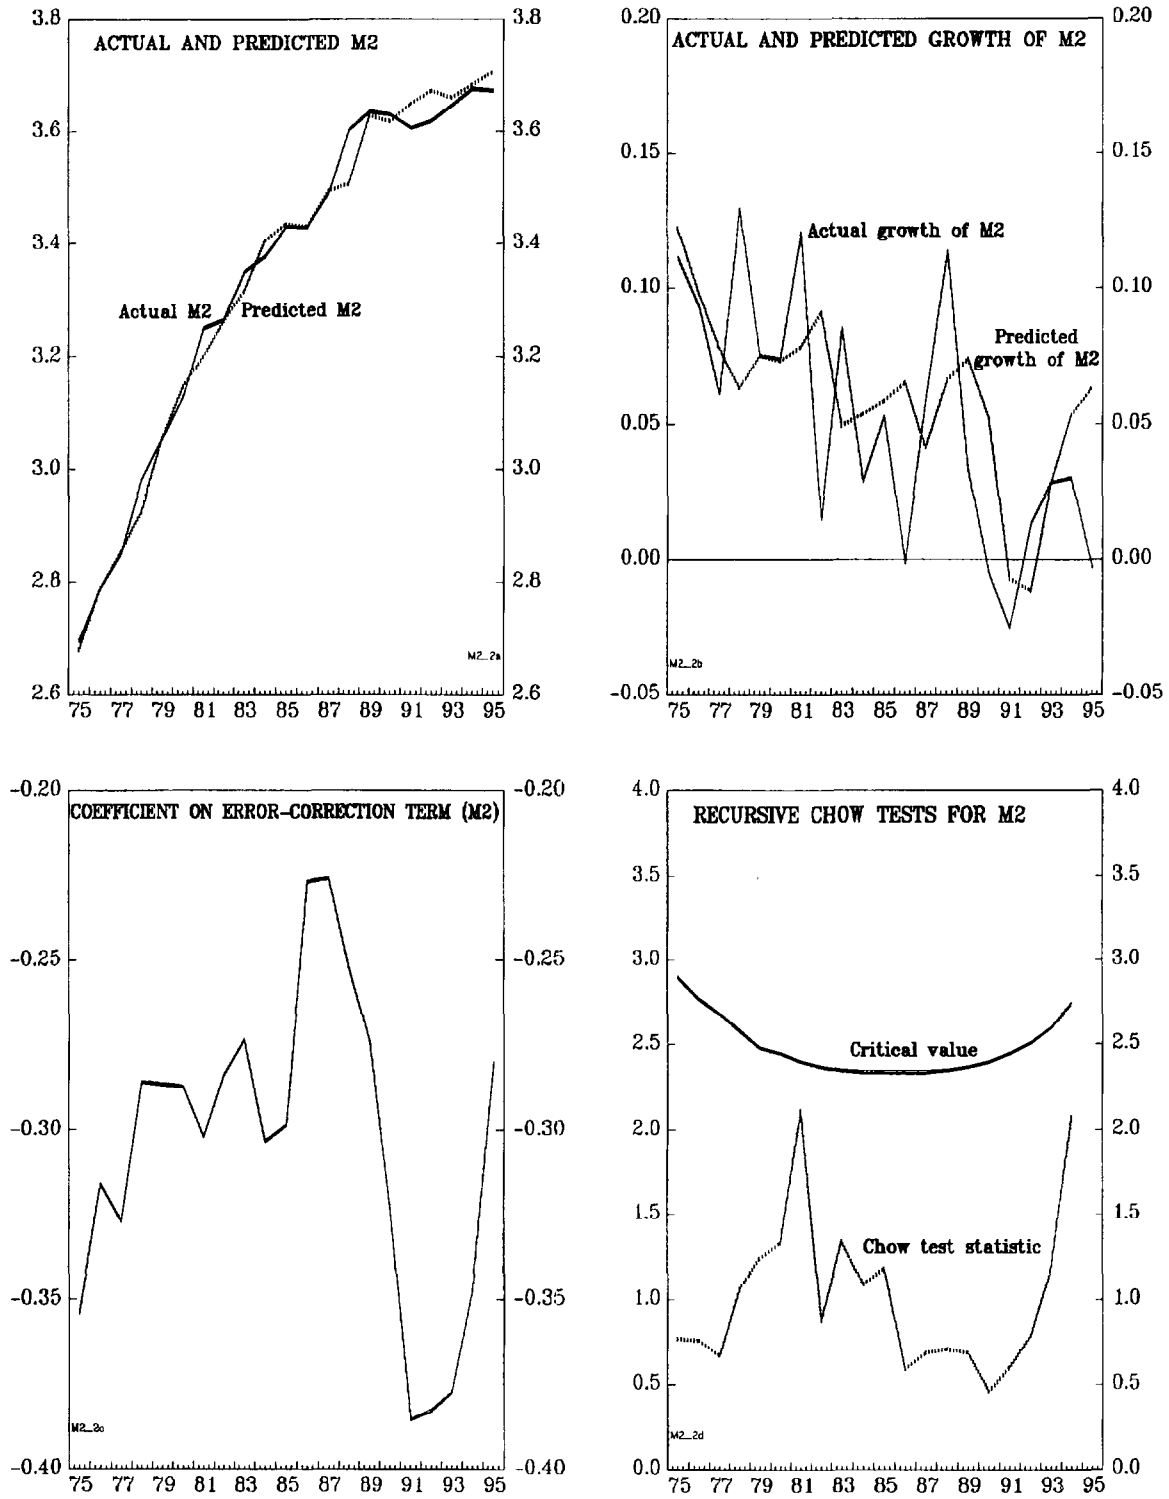 ACTUAL AND PREDICTED M2
3.8 3.8
3.6 3.6
3.4 3.4
Actual M2 Predicted M2
3.2 3.2
3.0 3.0
2.8 2.8
M2_2a
2.6 2.6
75 77 79 81 83 85 87 89 91 93 95
ACTUAL AND PREDICTED GROWTH OF M2
0.20 0.20
0.15 0.15
Actual growth of M2
0.10 0.10
Predicted
growth of M2
0.05 0.05
0.00 0.00
M2_2b
-0.05 -0.05
75 77 79 81 83 85 87 89 91 93 95
-0.20 -0.20
COEFFICIENT ON ERROR-CORRECTION TERM (M2)
-0.25 -0.25
-0.30 -0.30
-0.35 -0.35
M2_2c
-0.40 -0.40
75 77 79 81 83 85 87 89 91 93 95
4.0 4.0
RECURSIVE CHOW TESTS FOR M2
3.5 3.5
3.0 3.0
2.5 2.5
Critical value
2.0 2.0
1.5 1.5
Chow test statistic
1.0 1.0
0.5 0.5
M2_2d
0.0 0.0
75 77 79 81 83 85 87 89 91 93 95